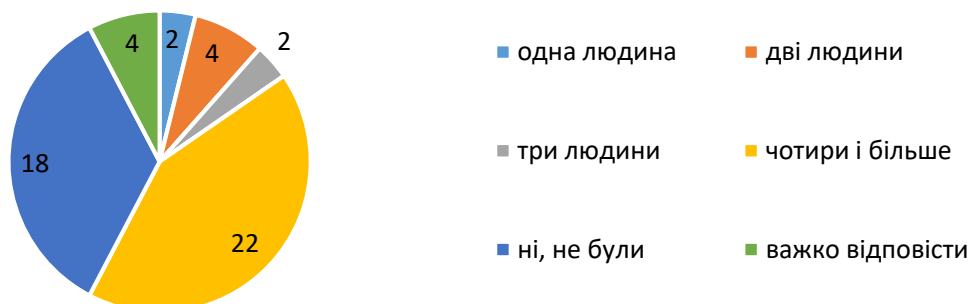 2
4
2
22
18
4
одна людина
дві людини
три людини
чотири і більше
ні, не були
важко відповісти